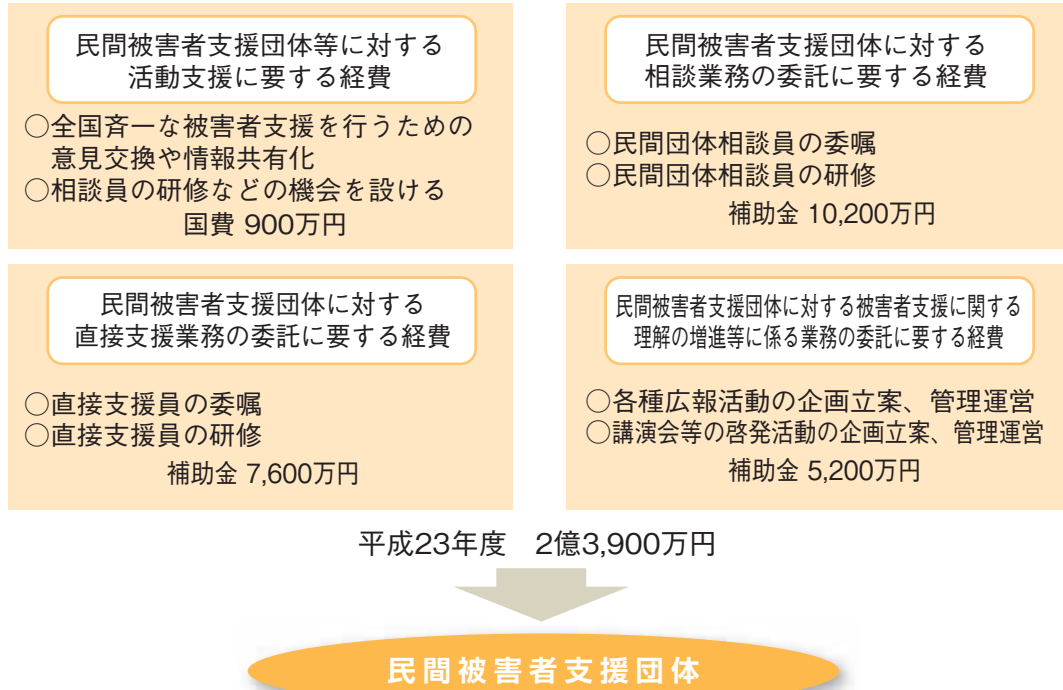 民間被害者支援団体等に対する
活動支援に要する経費
○全国斉一な被害者支援を行うための
意見交換や情報共有化
○相談員の研修などの機会を設ける
国費 900万円
民間被害者支援団体に対する
相談業務の委託に要する経費
○民間団体相談員の委嘱
○民間団体相談員の研修
補助金 10,200万円
民間被害者支援団体に対する
直接支援業務の委託に要する経費
○直接支援員の委嘱
○直接支援員の研修
補助金 7,600万円
民間被害者支援団体に対する被害者支援に関する
理解の増進等に係る業務の委託に要する経費
○各種広報活動の企画立案、管理運営
○講演会等の啓発活動の企画立案、管理運営
補助金 5,200万円
平成23年度　2億3,900万円
民間被害者支援団体